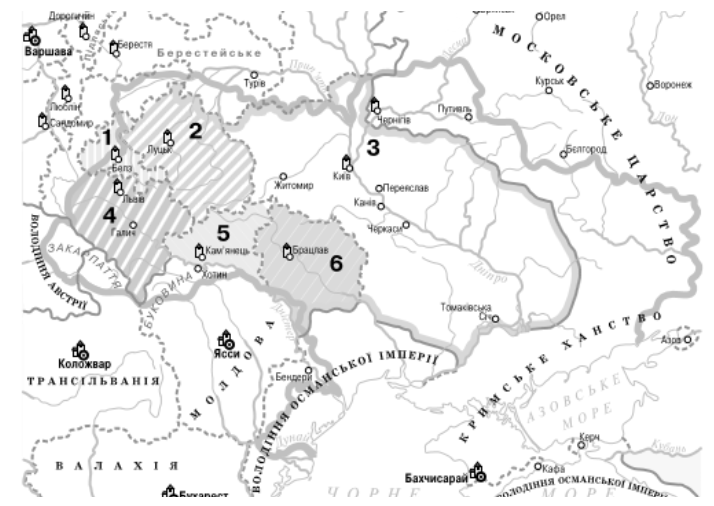 Дорогичин
Орел
Варшава
Берестя
Берестейське
Турів
Курськ
Воронеж
Люблін
Сандомир
Чернігів
Путивль
Дон
МОСКОВСЬКЕ ЦАРСТВО
1
2
3
Луцьк
Белз
Київ
Бєлгород
Житомир
Переяслав
Львів
4
Канів
Галич
5
Черкаси
Кам'янець
Брацлав
6
Хотин
Дніпро
ВОЛОДІННЯ АВСТРІЇ
ЗАКАРПАТТЯ
БУКОВИНА
Дністер
Томаківська
Січ
Коложвар
Ясси
ТРАНСІЛЬВАНІЯ
МОЛДОВА
Бендери
ВОЛОДІННЯ ОСМАНСЬКОЇ ІМПЕРІЇ
КРИМСЬКЕ ХАНСТВО
Азов
АЗОВСЬКЕ
МОРЕ
Дунай
Керч
Кубань
ВАЛАХІЯ
Бахчисарай
Кафа
Бухарест
ЧОРНЕ
МОРЕ
ВОЛОДІННЯ ОСМАНСЬКОЇ ІМПЕРІЇ